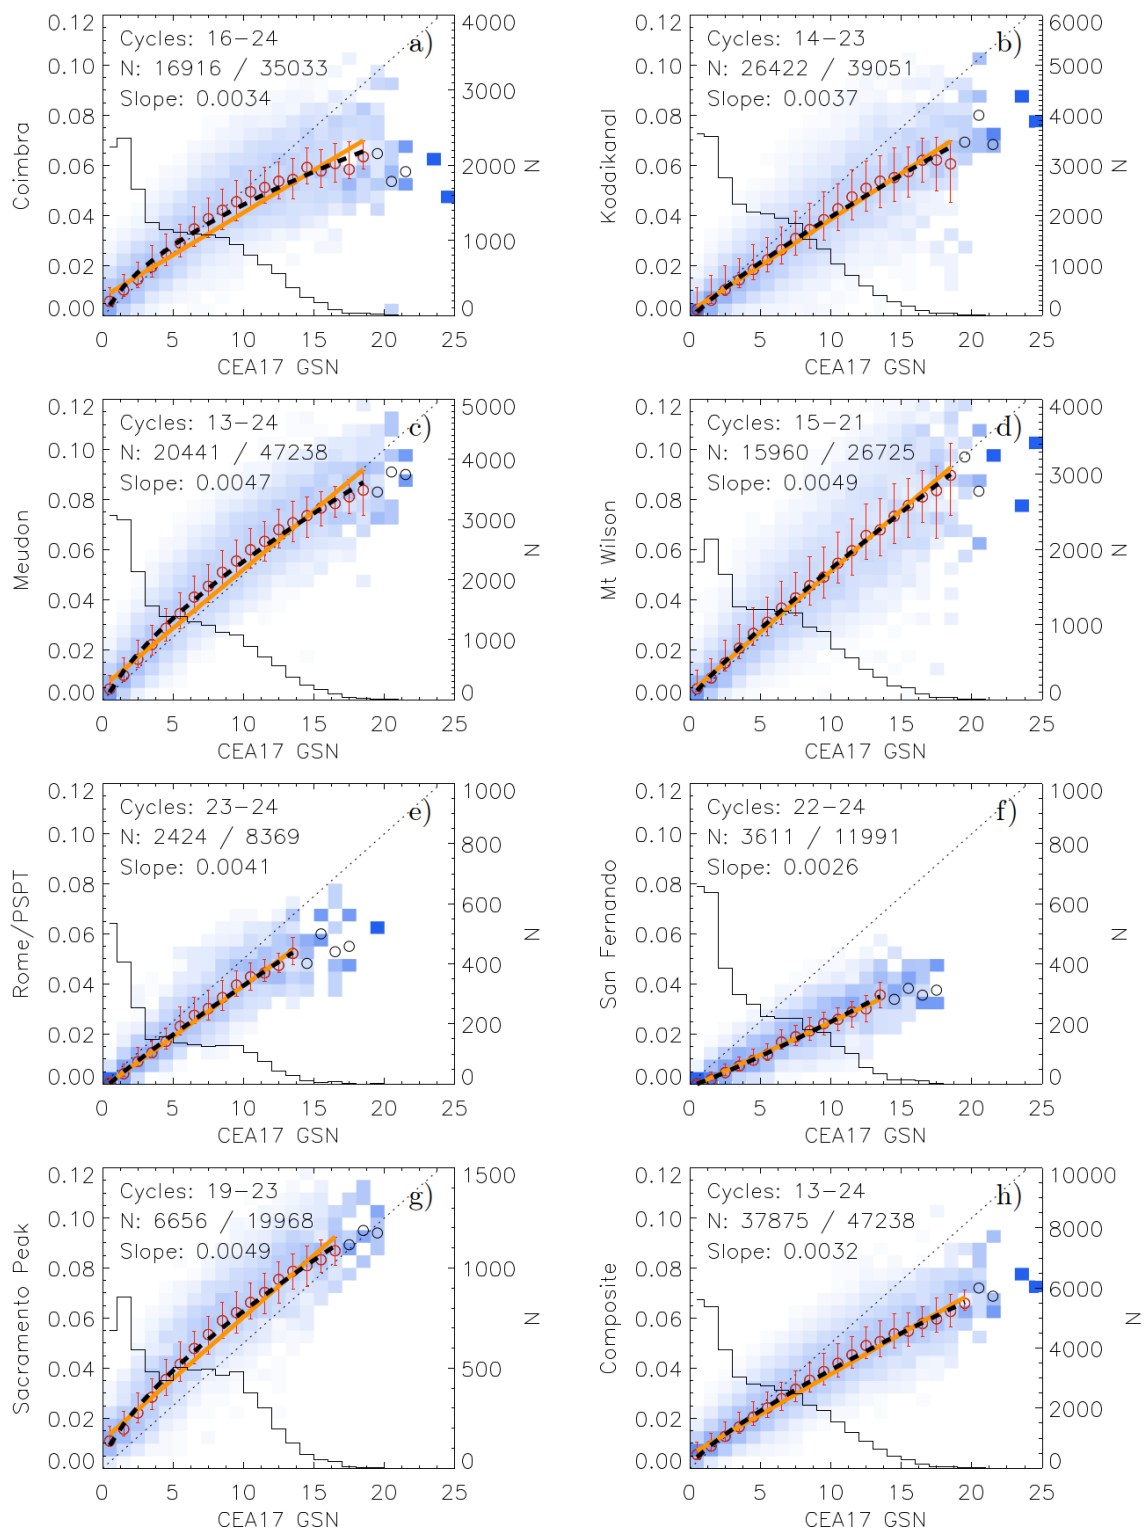 a)
Cycles: 16-24
N: 16916 / 35033
Slope: 0.0034
Coimbra
0.12
0.10
0.08
0.06
0.04
0.02
0.00
4000
3000
2000
1000
0
N
0 5 10 15 20 25
CEA17 GSN
b)
Cycles: 14-23
N: 26422 / 39051
Slope: 0.0037
Kodaikanal
0.12
0.10
0.08
0.06
0.04
0.02
0.00
6000
5000
4000
3000
2000
1000
0
N
0 5 10 15 20 25
CEA17 GSN
c)
Cycles: 13-24
N: 20441 / 47238
Slope: 0.0047
Meudon
0.12
0.10
0.08
0.06
0.04
0.02
0.00
5000
4000
3000
2000
1000
0
N
0 5 10 15 20 25
CEA17 GSN
d)
Cycles: 15-21
N: 15960 / 26725
Slope: 0.0049
Mt Wilson
0.12
0.10
0.08
0.06
0.04
0.02
0.00
4000
3000
2000
1000
0
N
0 5 10 15 20 25
CEA17 GSN
e)
Cycles: 23-24
N: 2424 / 8369
Slope: 0.0041
Rome/PSPT
0.12
0.10
0.08
0.06
0.04
0.02
0.00
1000
800
600
400
200
0
N
0 5 10 15 20 25
CEA17 GSN
f)
Cycles: 22-24
N: 3611 / 11991
Slope: 0.0026
San Fernando
0.12
0.10
0.08
0.06
0.04
0.02
0.00
1000
800
600
400
200
0
N
0 5 10 15 20 25
CEA17 GSN
g)
Cycles: 19-23
N: 6656 / 19968
Slope: 0.0049
Sacramento Peak
0.12
0.10
0.08
0.06
0.04
0.02
0.00
1500
1000
500
0
N
0 5 10 15 20 25
CEA17 GSN
h)
Cycles: 13-24
N: 37875 / 47238
Slope: 0.0032
Composite
0.12
0.10
0.08
0.06
0.04
0.02
0.00
10000
8000
6000
4000
2000
0
N
0 5 10 15 20 25
CEA17 GSN